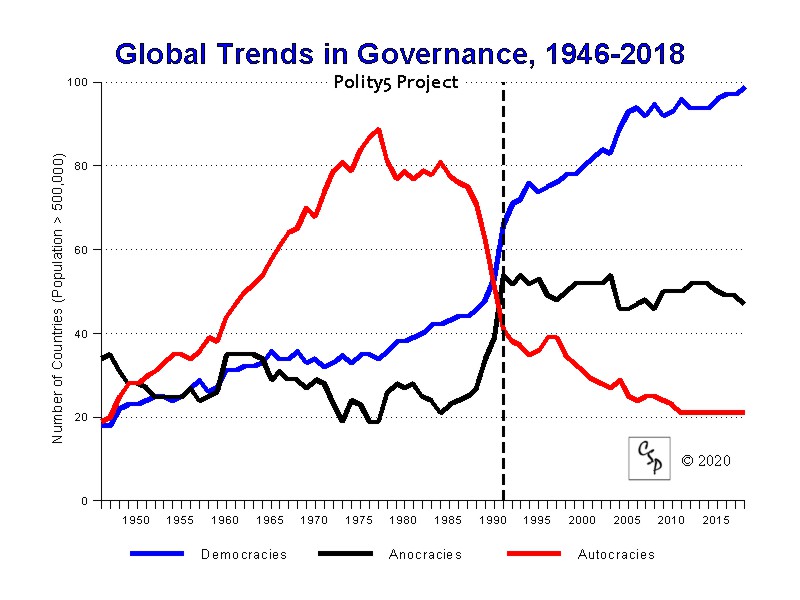 Global Trends in Governance, 1946-2018
Polity5 Project
Number of Countries (Population > 500,000)
100
80
60
40
20
0
1950 1955 1960 1965 1970 1975 1980 1985 1990 1995 2000 2005 2010 2015
CSP
© 2020
Democracies Anocracies Autocracies